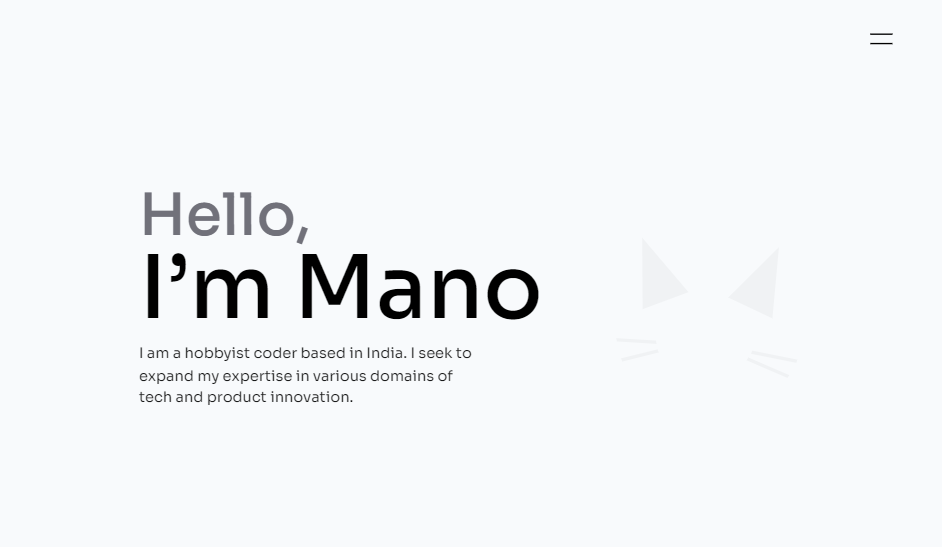 Hello,
I’m Mano
I am a hobbyist coder based in India. I seek to
expand my expertise in various domains of
tech and product innovation.